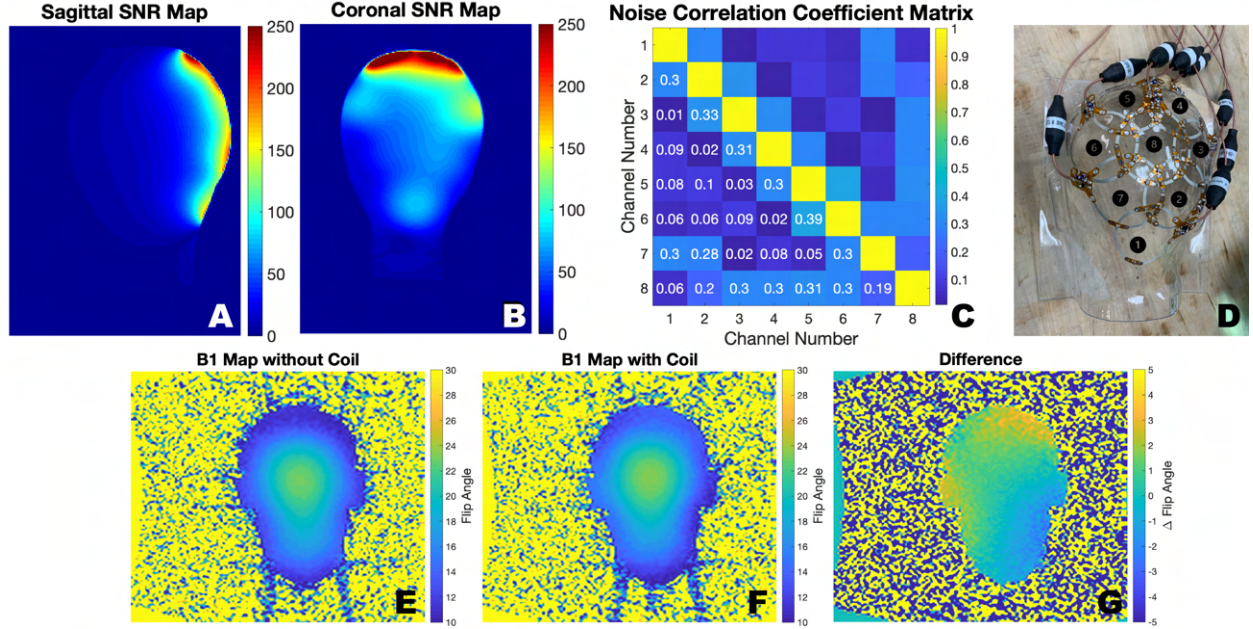 Sagittal SNR Map
250
200
150
100
50
0
A
Coronal SNR Map
250
200
150
100
50
0
B
Noise Correlation Coefficient Matrix
Channel Number
1
2 0.3
3 0.01 0.33
4 0.09 0.02 0.31
5 0.08 0.1 0.03 0.3
6 0.06 0.06 0.09 0.02 0.39
7 0.3 0.28 0.02 0.08 0.05 0.3
8 0.06 0.2 0.3 0.3 0.31 0.3 0.19
1 2 3 4 5 6 7 8
Channel Number
1
0.9
0.8
0.7
0.6
0.5
0.4
0.3
0.2
0.1
C
5 4
6 8 3
7 2
1
D
B1 Map without Coil
30
28
26
24
22
20
18
16
14
12
10
Flip Angle
E
B1 Map with Coil
30
28
26
24
22
20
18
16
14
12
10
Flip Angle
F
Difference
5
4
3
2
1
0
-1
-2
-3
-4
-5
Δ Flip Angle
G